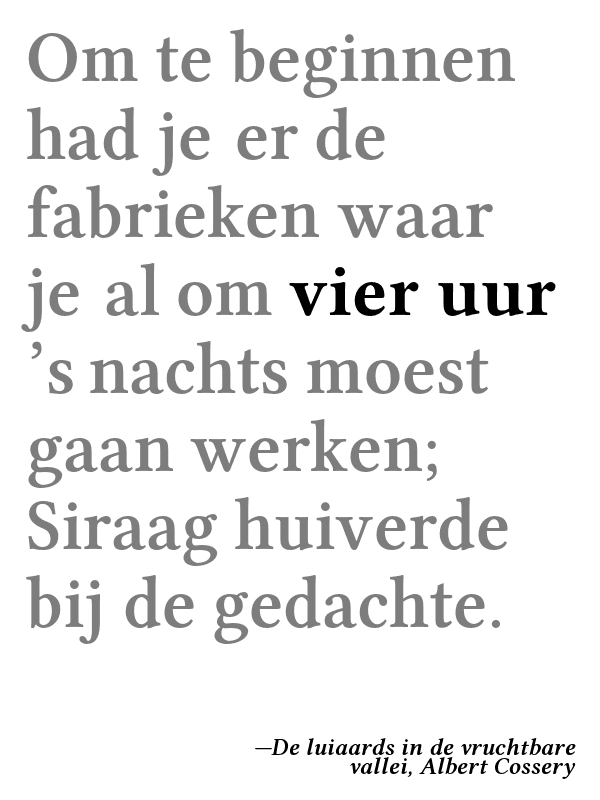 Om te beginnen
had je er de
fabrieken waar
je al om vier uur
’s nachts moest
gaan werken;
Siraag huiverde
bij de gedachte.
—De luiaards in de vruchtbare
vallei, Albert Cossery